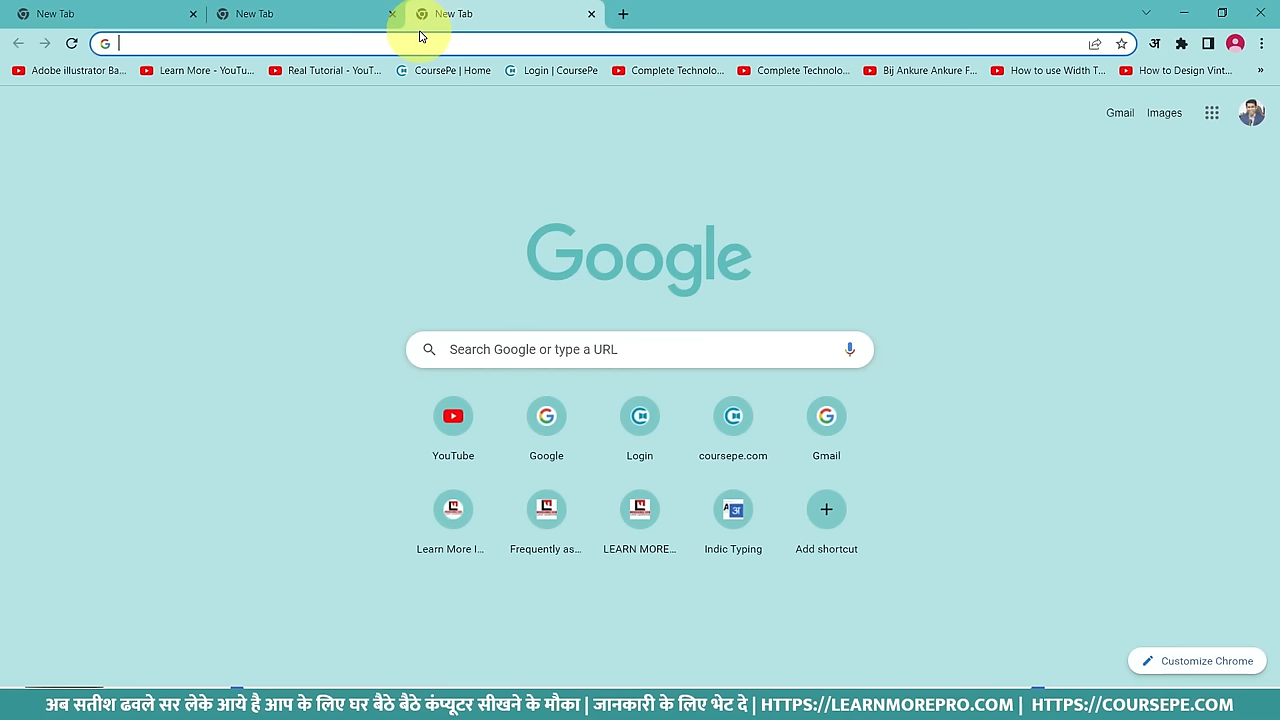 New Tab
New Tab
New Tab
Adobe illustrator Ba...
Learn More - YouTu...
Real Tutorial - YouT...
CoursePe | Home
Login | CoursePe
Complete Technolo...
Complete Technolo...
Bij Ankure Ankure F...
How to use Width T...
How to Design Vint...
Gmail
Images
Google
Search Google or type a URL
YouTube
Google
Login
coursepe.com
Gmail
Learn More I...
Frequently as...
LEARN MORE...
Indic Typing
Add shortcut
Customize Chrome
अब सतीश ढवले सर लेके आये है आप के लिए घर बैठे बैठे कंप्यूटर सीखने के मौका | जानकारी के लिए भेट दे | HTTPS://LEARNMOREPRO.COM | HTTPS://COURSEPE.COM